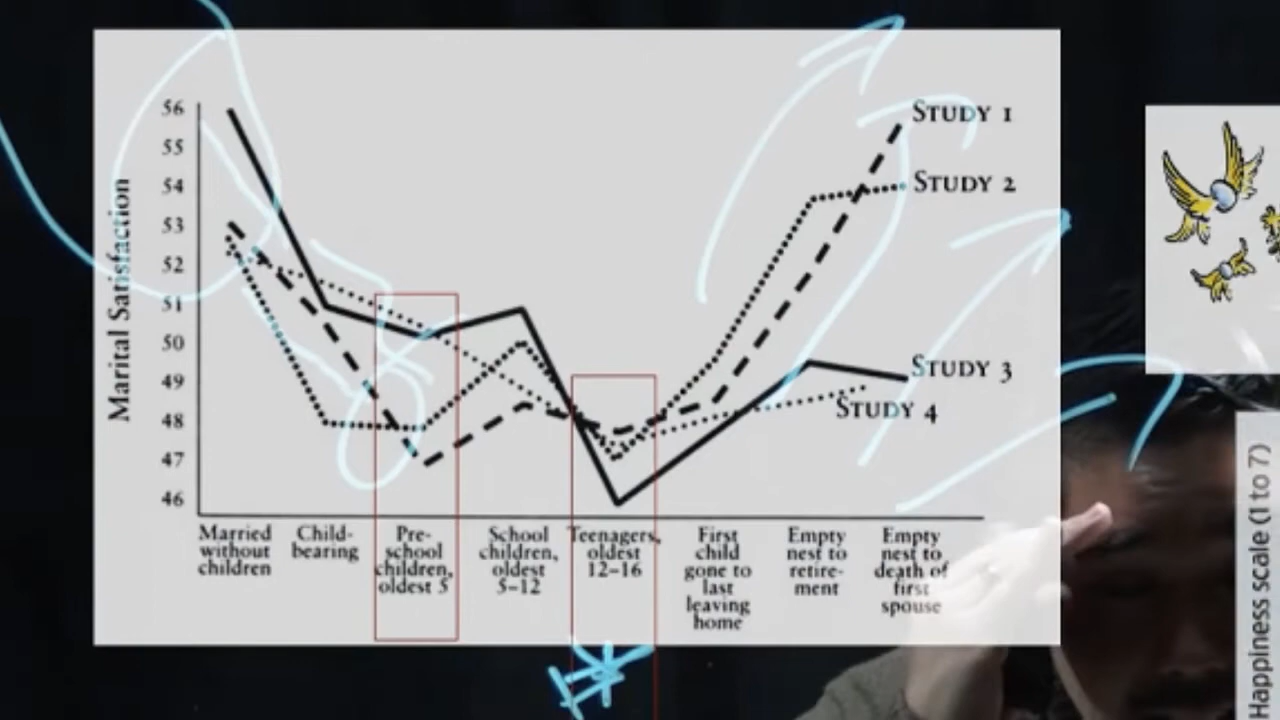 56
55
54
53
52
51
50
49
48
47
46
Marital Satisfaction
STUDY 1
STUDY 2
STUDY 3
STUDY 4
Married
without
children
Child-
bearing
Pre-
school
children,
oldest 5
School
children,
oldest
5–12
Teenagers,
oldest
12–16
First
child
gone to
last
leaving
home
Empty
nest to
retire-
ment
Empty
nest to
death of
first
spouse
Happiness scale (1 to 7)